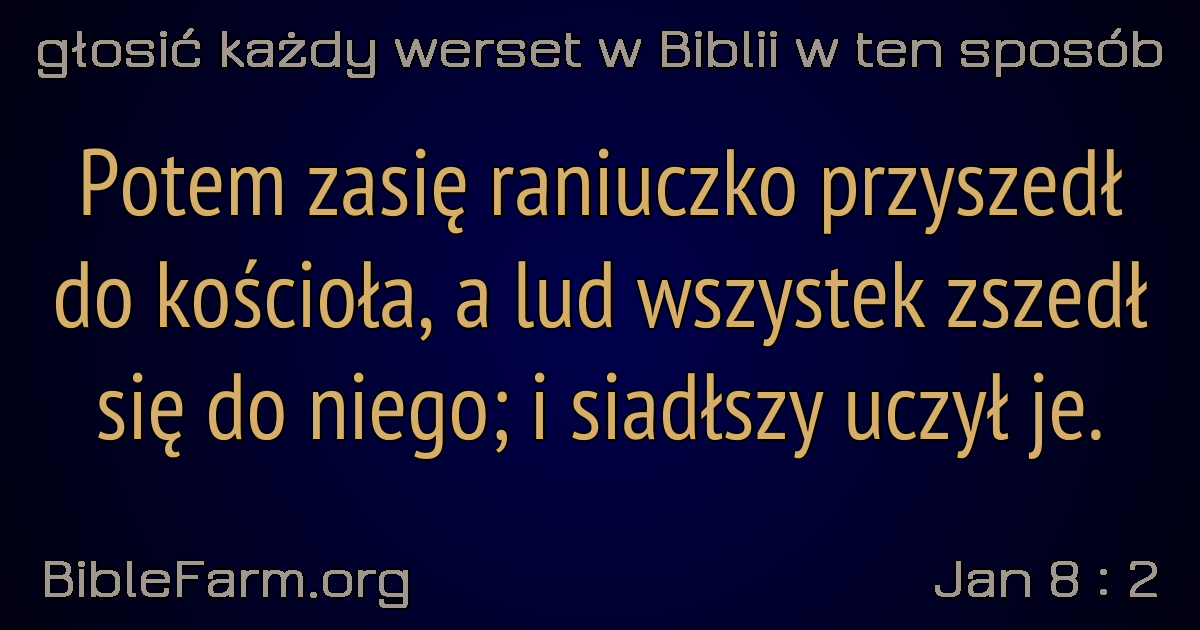 głosić każdy werset w Biblii w ten sposób
Potem zasię raniuczko przyszedł
do kościoła, a lud wszystek zszedł
się do niego; i siadłszy uczył je.
BibleFarm.org
Jan 8 : 2